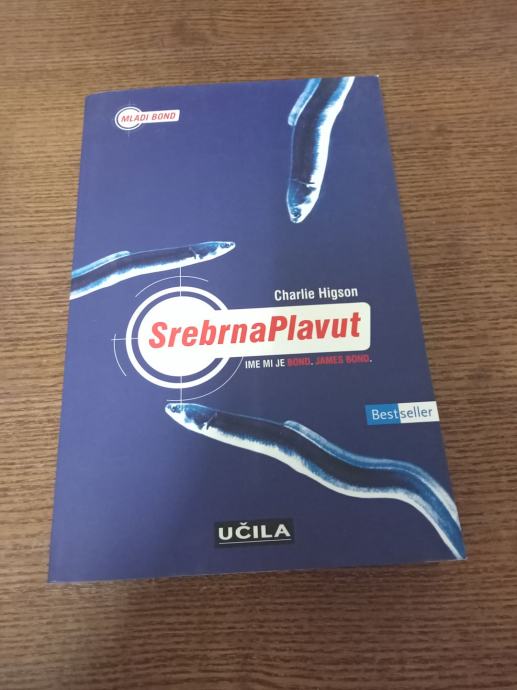 MLADI BOND
Charlie Higson
SrebrnaPlavut
IME MI JE BOND. JAMES BOND.
Bestseller
UČILA